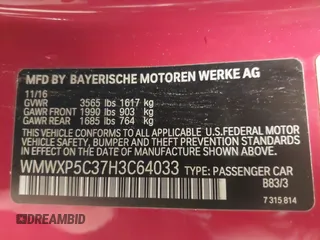 MFD BY BAYERISCHE MOTOREN WERKE AG
11/16
GVWR 3565 lbs 1617 kg
GAWR FRONT 1990 lbs 903 kg
GAWR REAR 1685 lbs 764 kg
THIS VEHICLE CONFORMS TO ALL APPLICABLE
U.S. FEDERAL MOTOR VEHICLE SAFETY, BUMPER
AND THEFT PREVENTION STANDARDS IN EFFECT ON
THE DATE OF MANUFACTURE SHOWN ABOVE.
WMWXP5C37H3C64033 TYPE: PASSENGER CAR
B83/3
7 315 814
DREAMBID